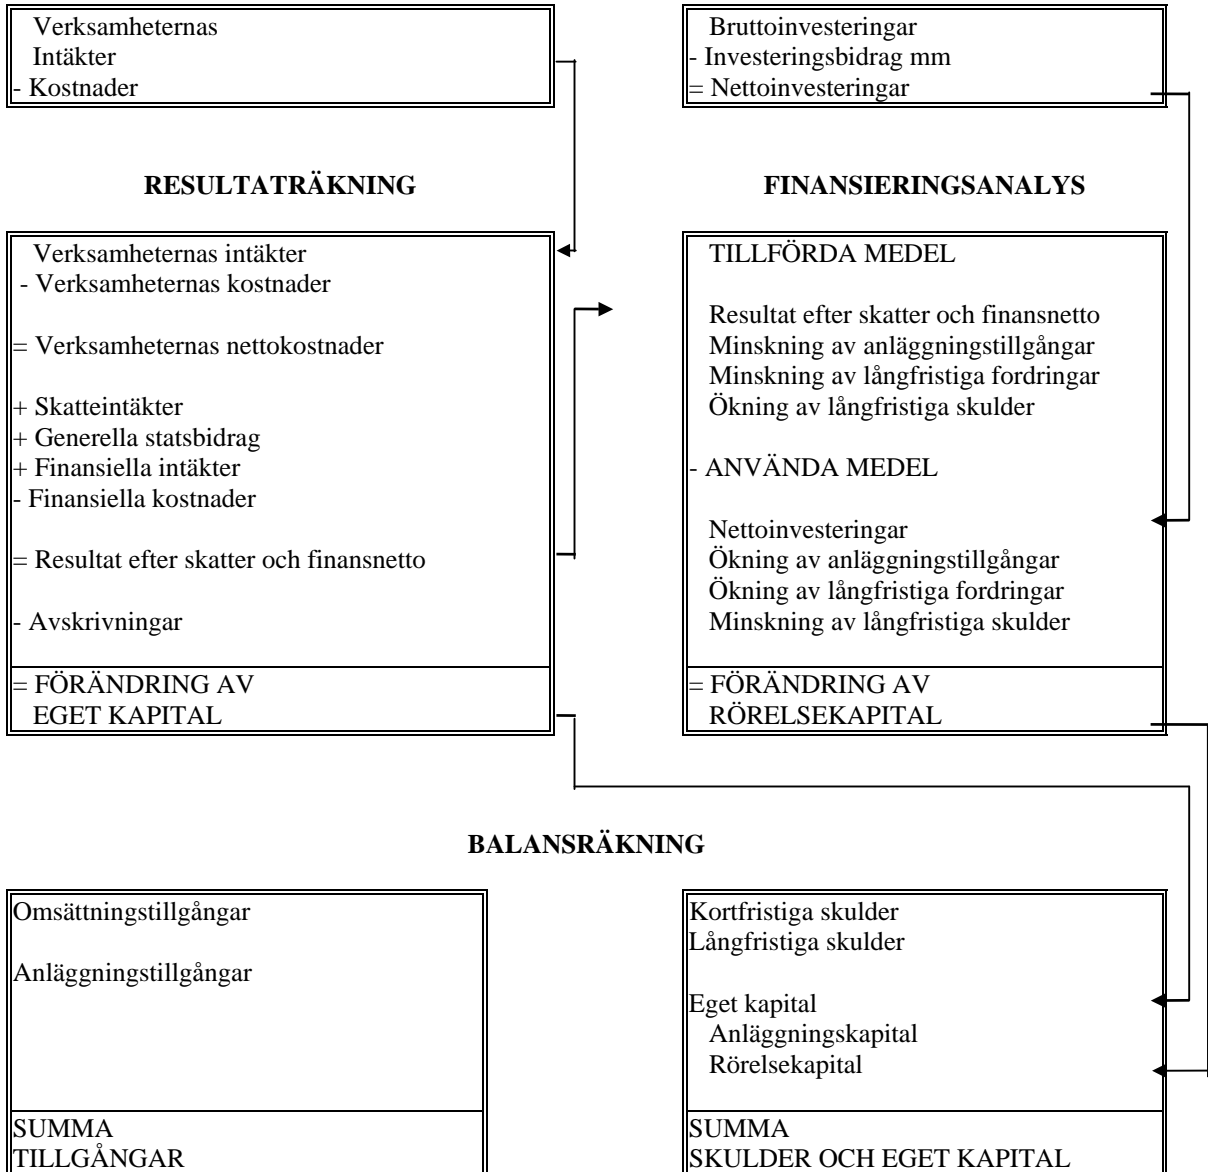 Verksamheternas
Intäkter
- Kostnader
Bruttoinvesteringar
- Investeringsbidrag mm
= Nettoinvesteringar
RESULTATRÄKNING
Verksamheternas intäkter
- Verksamheternas kostnader
= Verksamheternas nettokostnader
+ Skatteintäkter
+ Generella statsbidrag
+ Finansiella intäkter
- Finansiella kostnader
= Resultat efter skatter och finansnetto
- Avskrivningar
= FÖRÄNDRING AV
EGET KAPITAL
FINANSIERINGSANALYS
TILLFÖRDA MEDEL
Resultat efter skatter och finansnetto
Minskning av anläggningstillgångar
Minskning av långfristiga fordringar
Ökning av långfristiga skulder
- ANVÄNDA MEDEL
Nettoinvesteringar
Ökning av anläggningstillgångar
Ökning av långfristiga fordringar
Minskning av långfristiga skulder
= FÖRÄNDRING AV
RÖRELSEKAPITAL
BALANSRÄKNING
Omsättningstillgångar
Anläggningstillgångar
SUMMA
TILLGÅNGAR
Kortfristiga skulder
Långfristiga skulder
Eget kapital
Anläggningskapital
Rörelsekapital
SUMMA
SKULDER OCH EGET KAPITAL